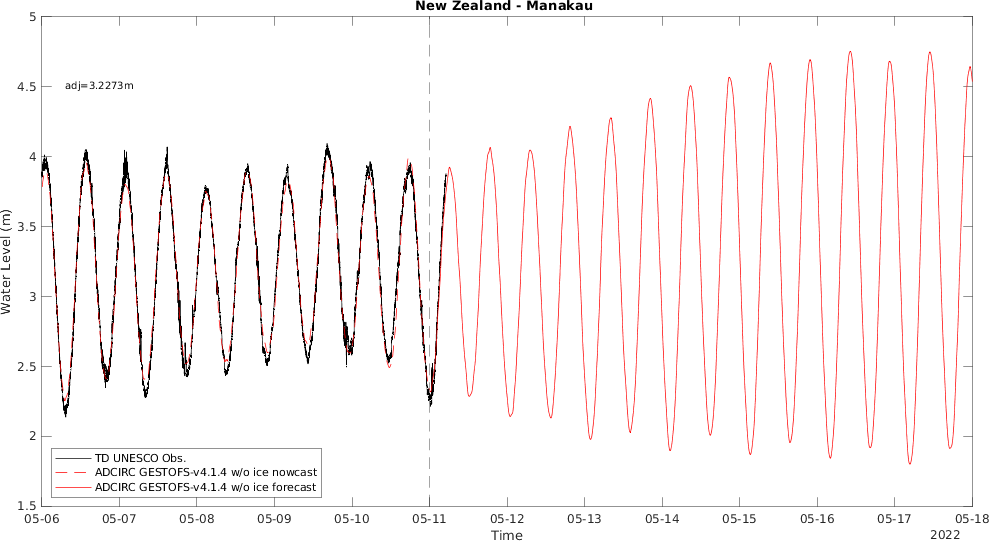 New Zealand - Manakau
5
4.5
4
3.5
3
2.5
2
1.5
Water Level (m)
adj=3.2273m
TD UNESCO Obs.
ADCIRC GESTOFS-v4.1.4 w/o ice nowcast
ADCIRC GESTOFS-v4.1.4 w/o ice forecast
05-06 05-07 05-08 05-09 05-10 05-11 05-12 05-13 05-14 05-15 05-16 05-17 05-18
Time
2022